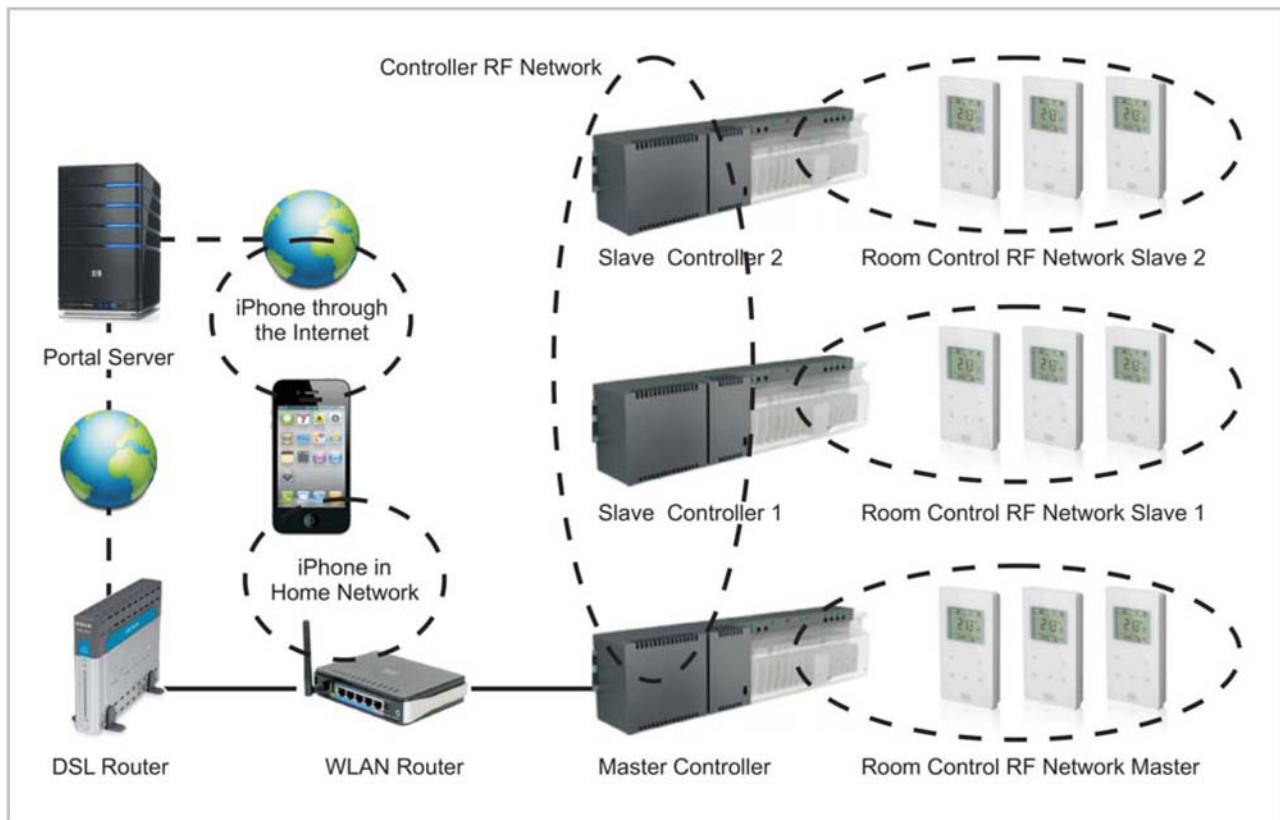 Controller RF Network
Slave Controller 2
Room Control RF Network Slave 2
iPhone through
the Internet
Portal Server
Slave Controller 1
Room Control RF Network Slave 1
iPhone in
Home Network
DSL Router
WLAN Router
Master Controller
Room Control RF Network Master